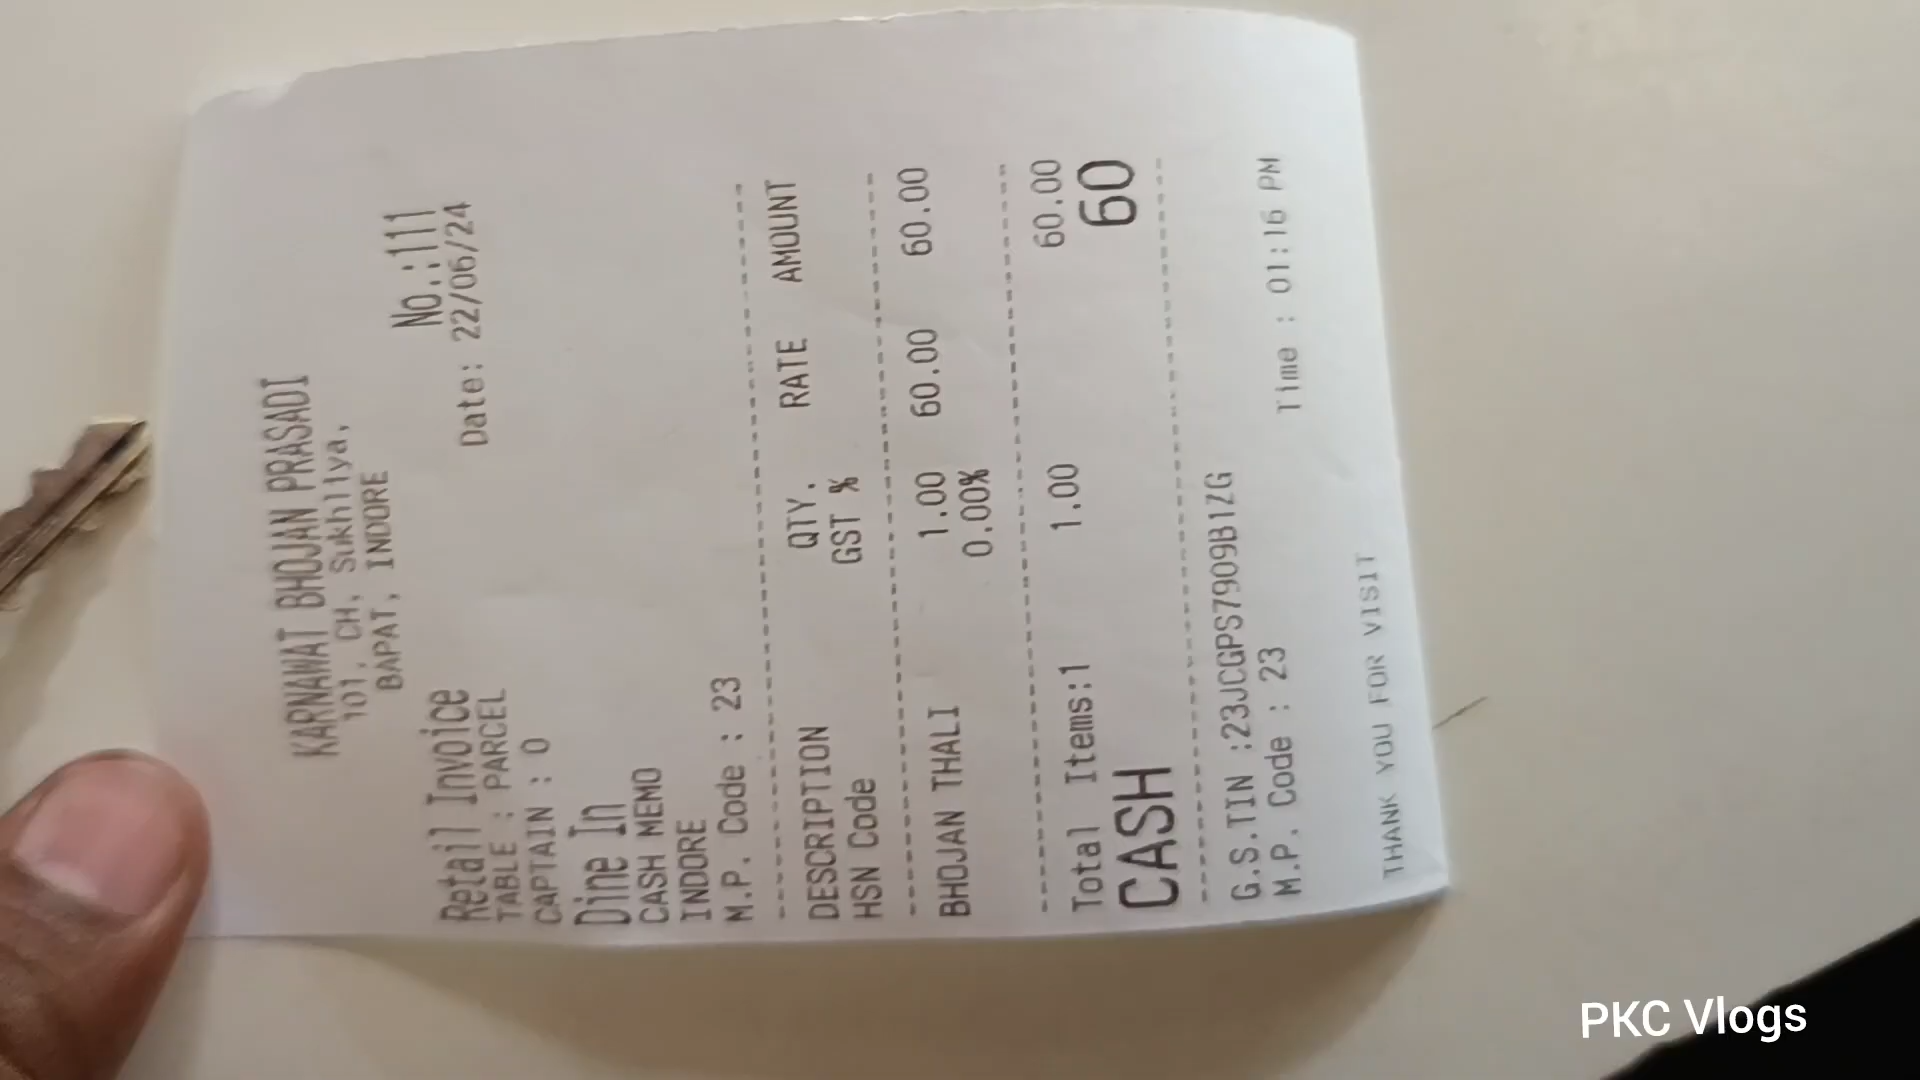 KARNAWAT BHOJAN PRASADI
101, CH, Sukhliya,
BAPAT, INDORE
No.:111
Retail Invoice
Date: 22/06/24
TABLE : PARCEL
CAPTAIN : 0
Dine In
CASH MEMO
INDORE
M.P. Code : 23
DESCRIPTION QTY. RATE AMOUNT
HSN Code GST %
BHOJAN THALI 1.00 60.00 60.00
0.00%
Total Items:1 1.00 60.00
CASH 60
G.S.TIN :23JCGPS7909B1ZG
M.P. Code : 23 Time : 01:16 PM
THANK YOU FOR VISIT
PKC Vlogs